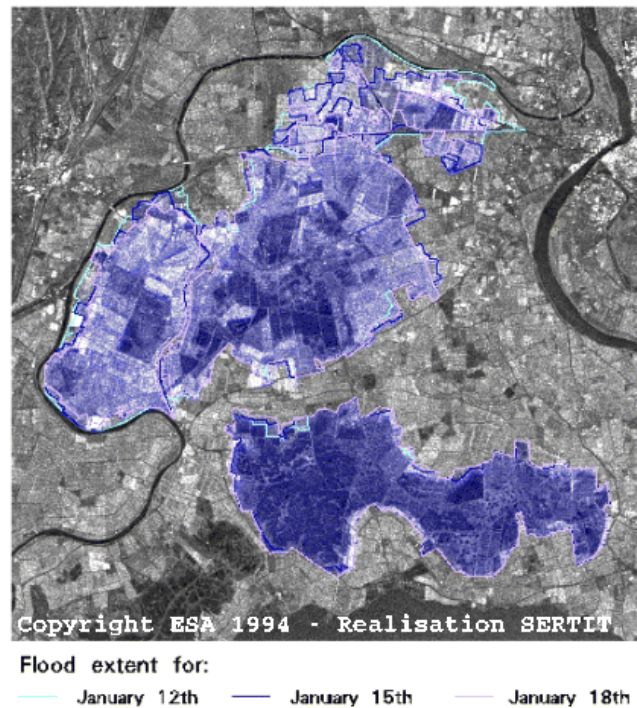 Copyright ESA 1994 - Realisation SERTIT
Flood extent for:
January 12th January 15th January 18th